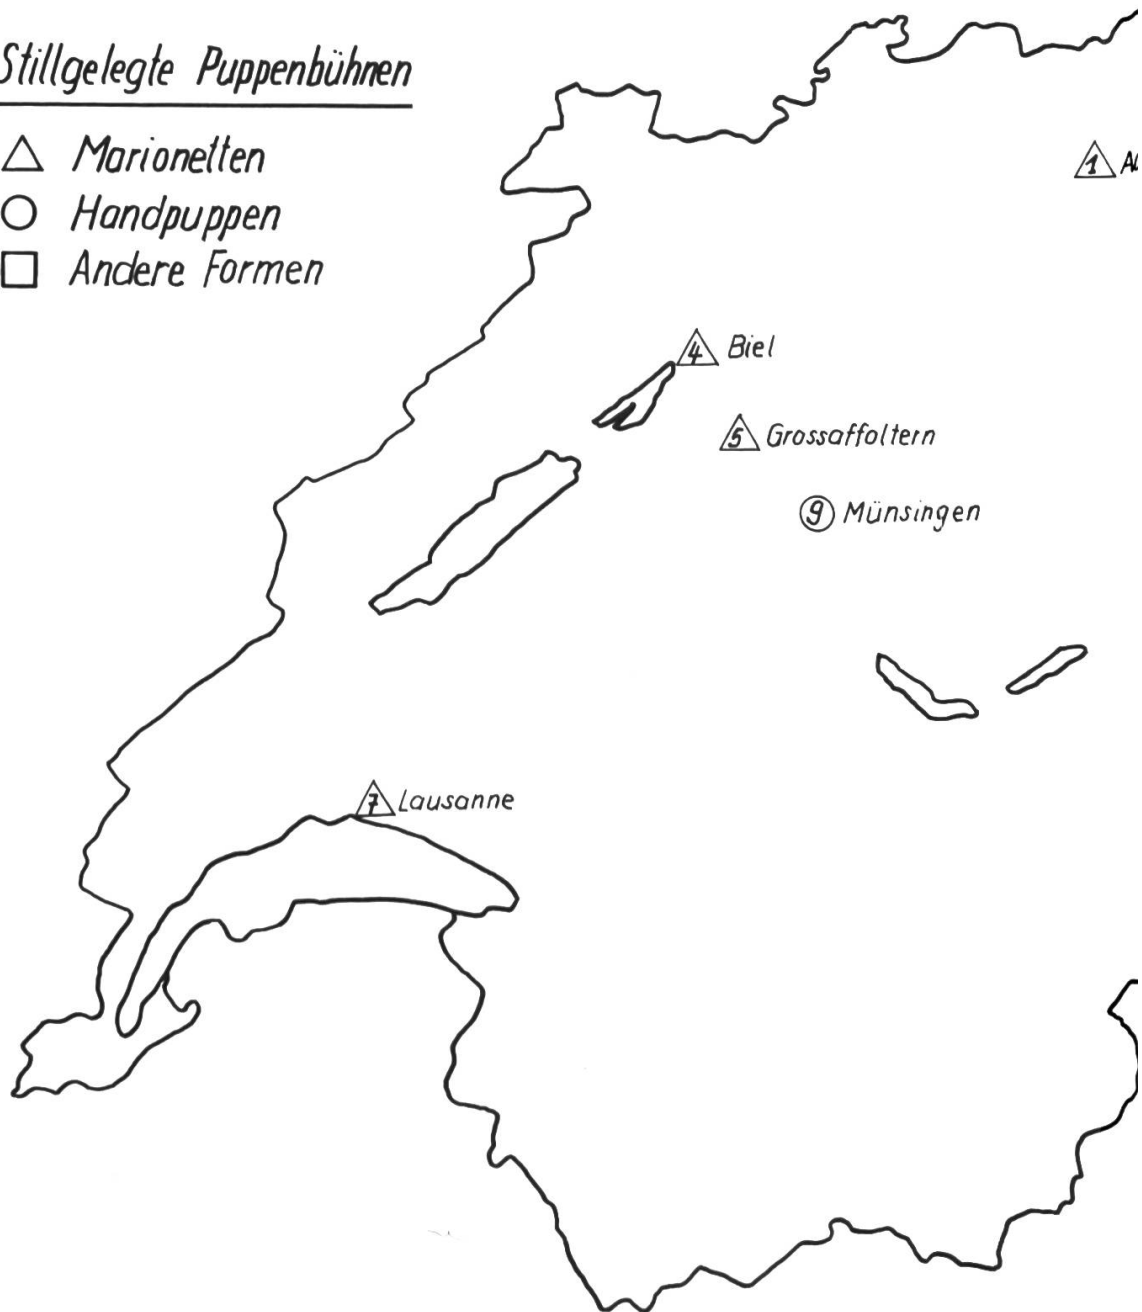 Stillgelegte Puppenbühnen
Marionetten
Handpuppen
Andere Formen
1
4 Biel
5 Grossaffoltern
9 Münsingen
7 Lausanne